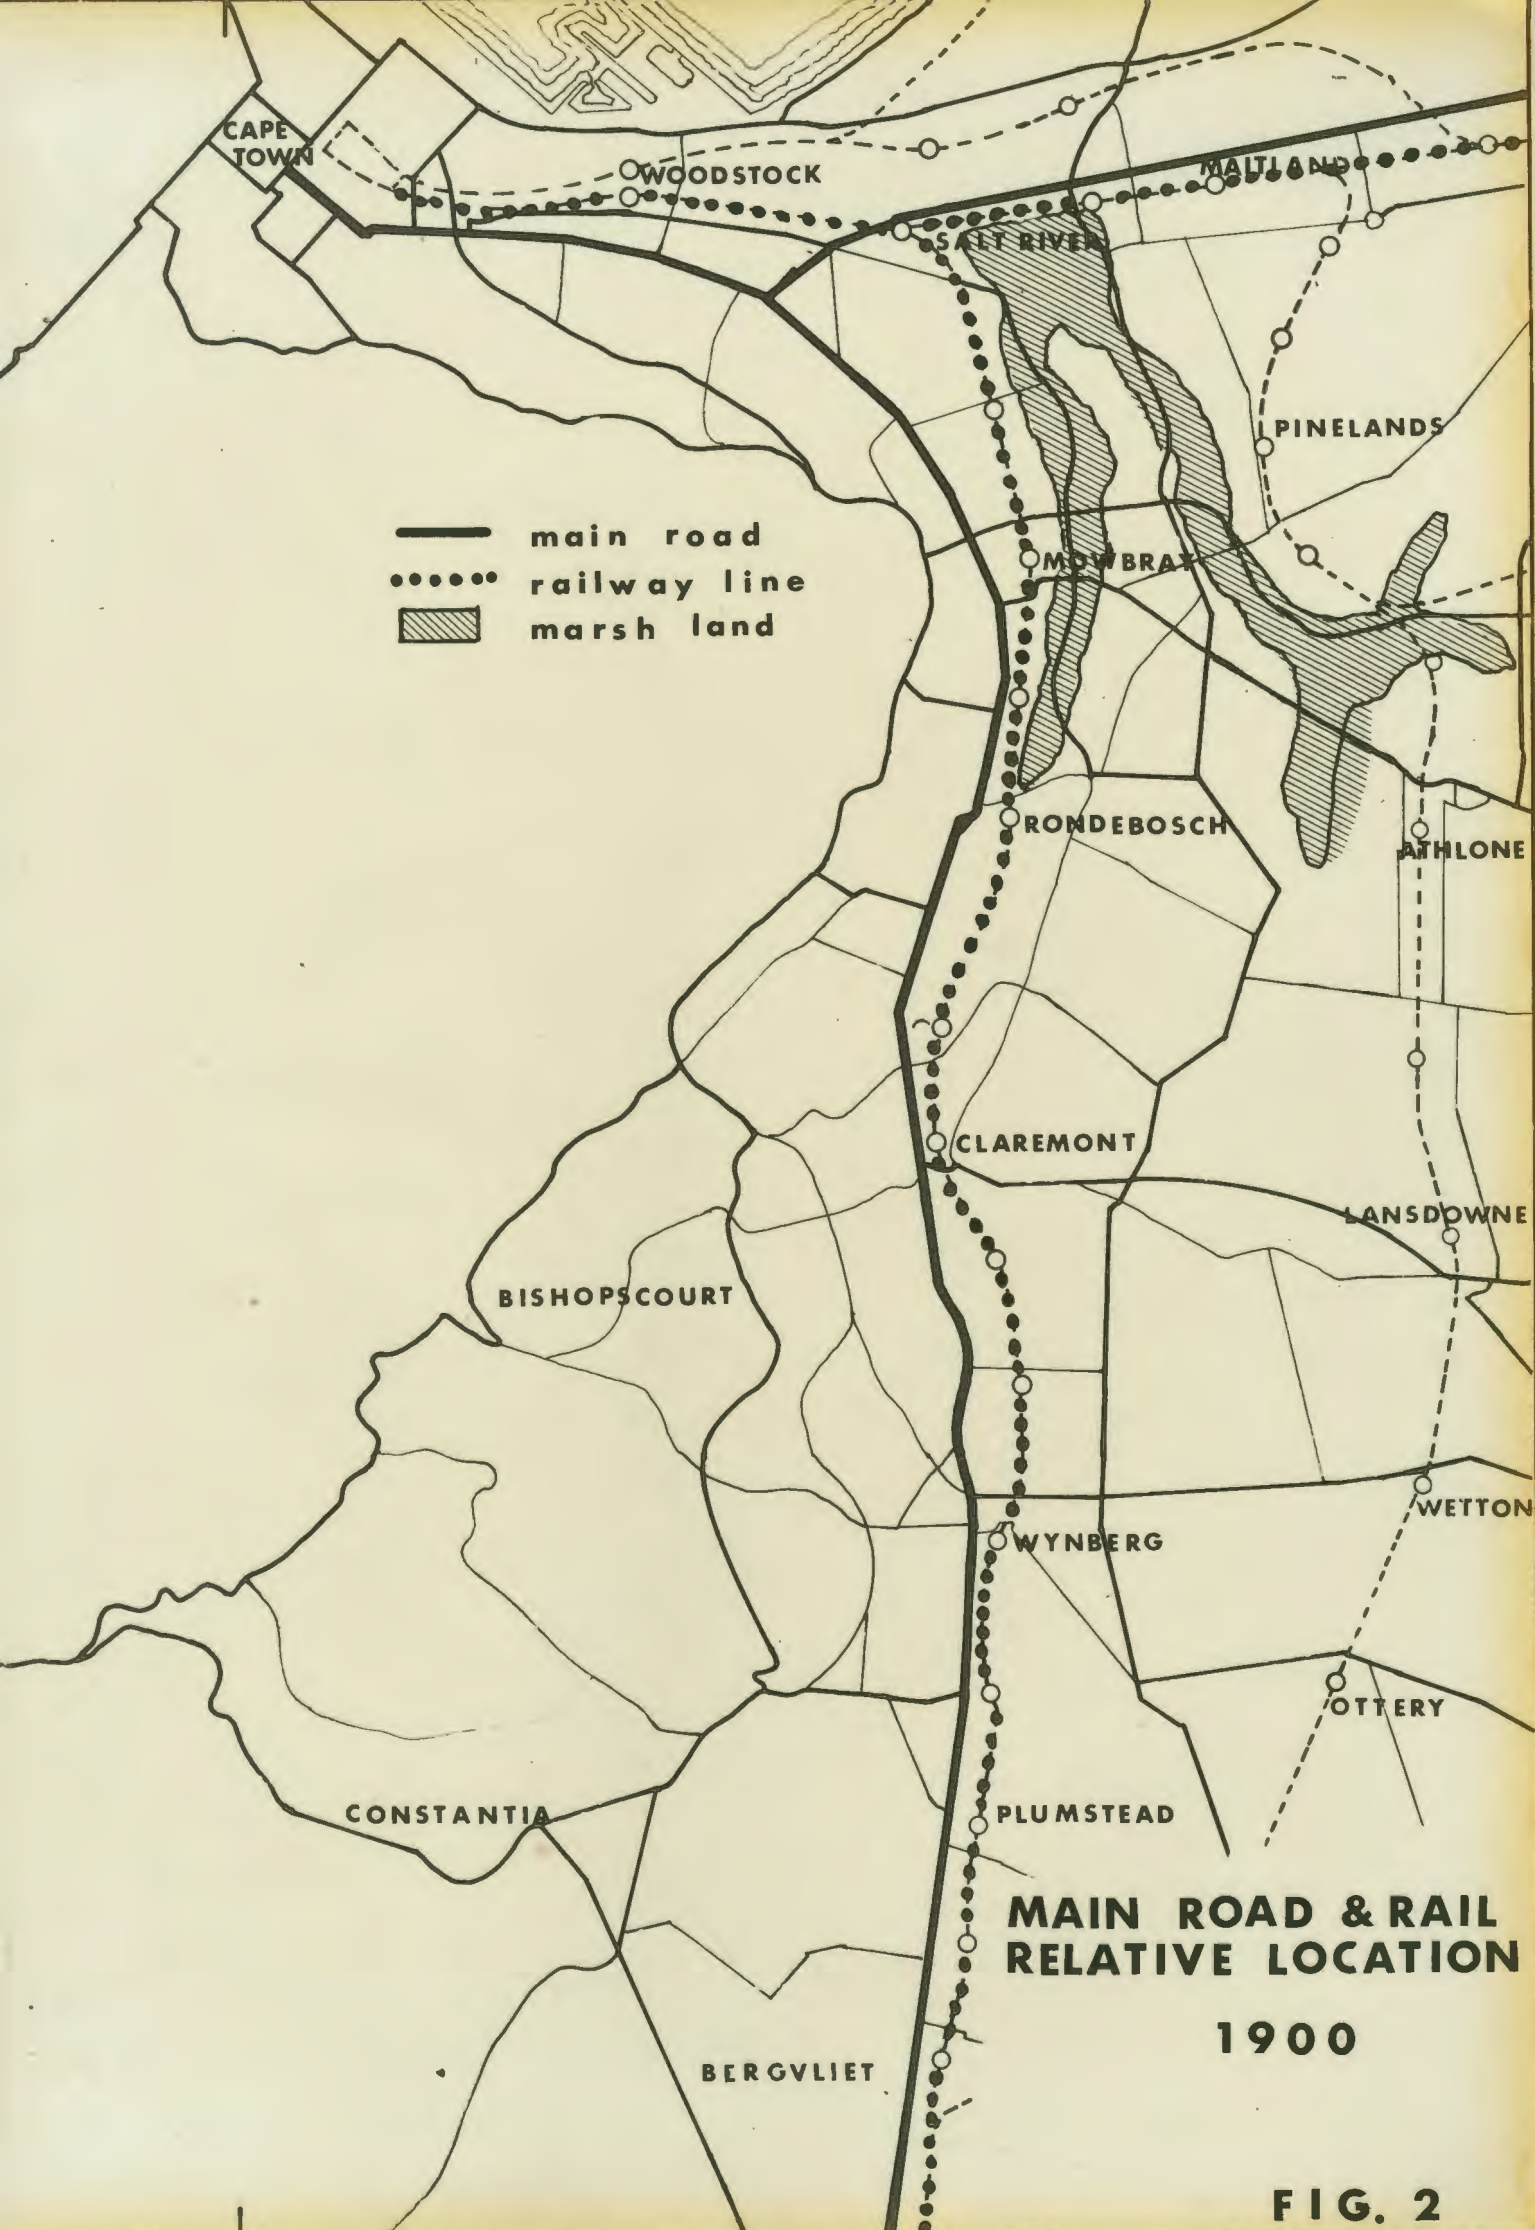 CAPE
TOWN
WOODSTOCK
MAITLAND
SALT RIVER
PINELANDS
main road
railway line
marsh land
MOWBRAY
RONDEBOSCH
ATHLONE
CLAREMONT
LANSDOWNE
BISHOPSCOURT
WETTON
WYNBERG
OTTERY
CONSTANTIA
PLUMSTEAD
MAIN ROAD & RAIL
RELATIVE LOCATION
1900
BERGVLIET
FIG. 2